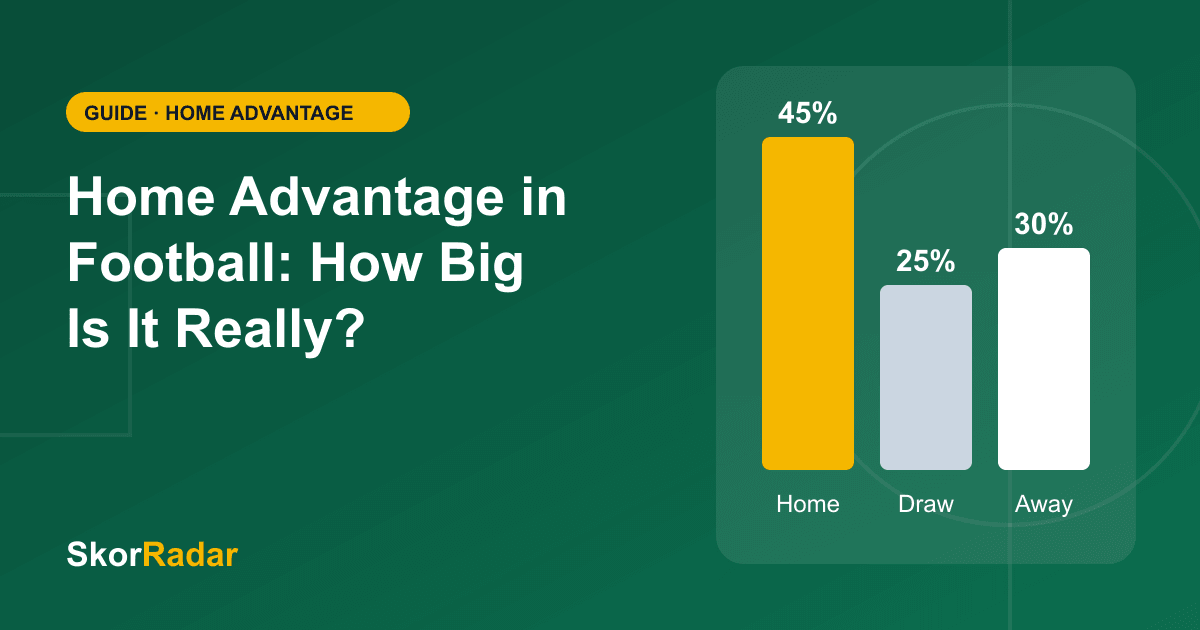 GUIDE · HOME ADVANTAGE
Home Advantage in
Football: How Big
Is It Really?
SkorRadar
45%
25%
30%
Home
Draw
Away